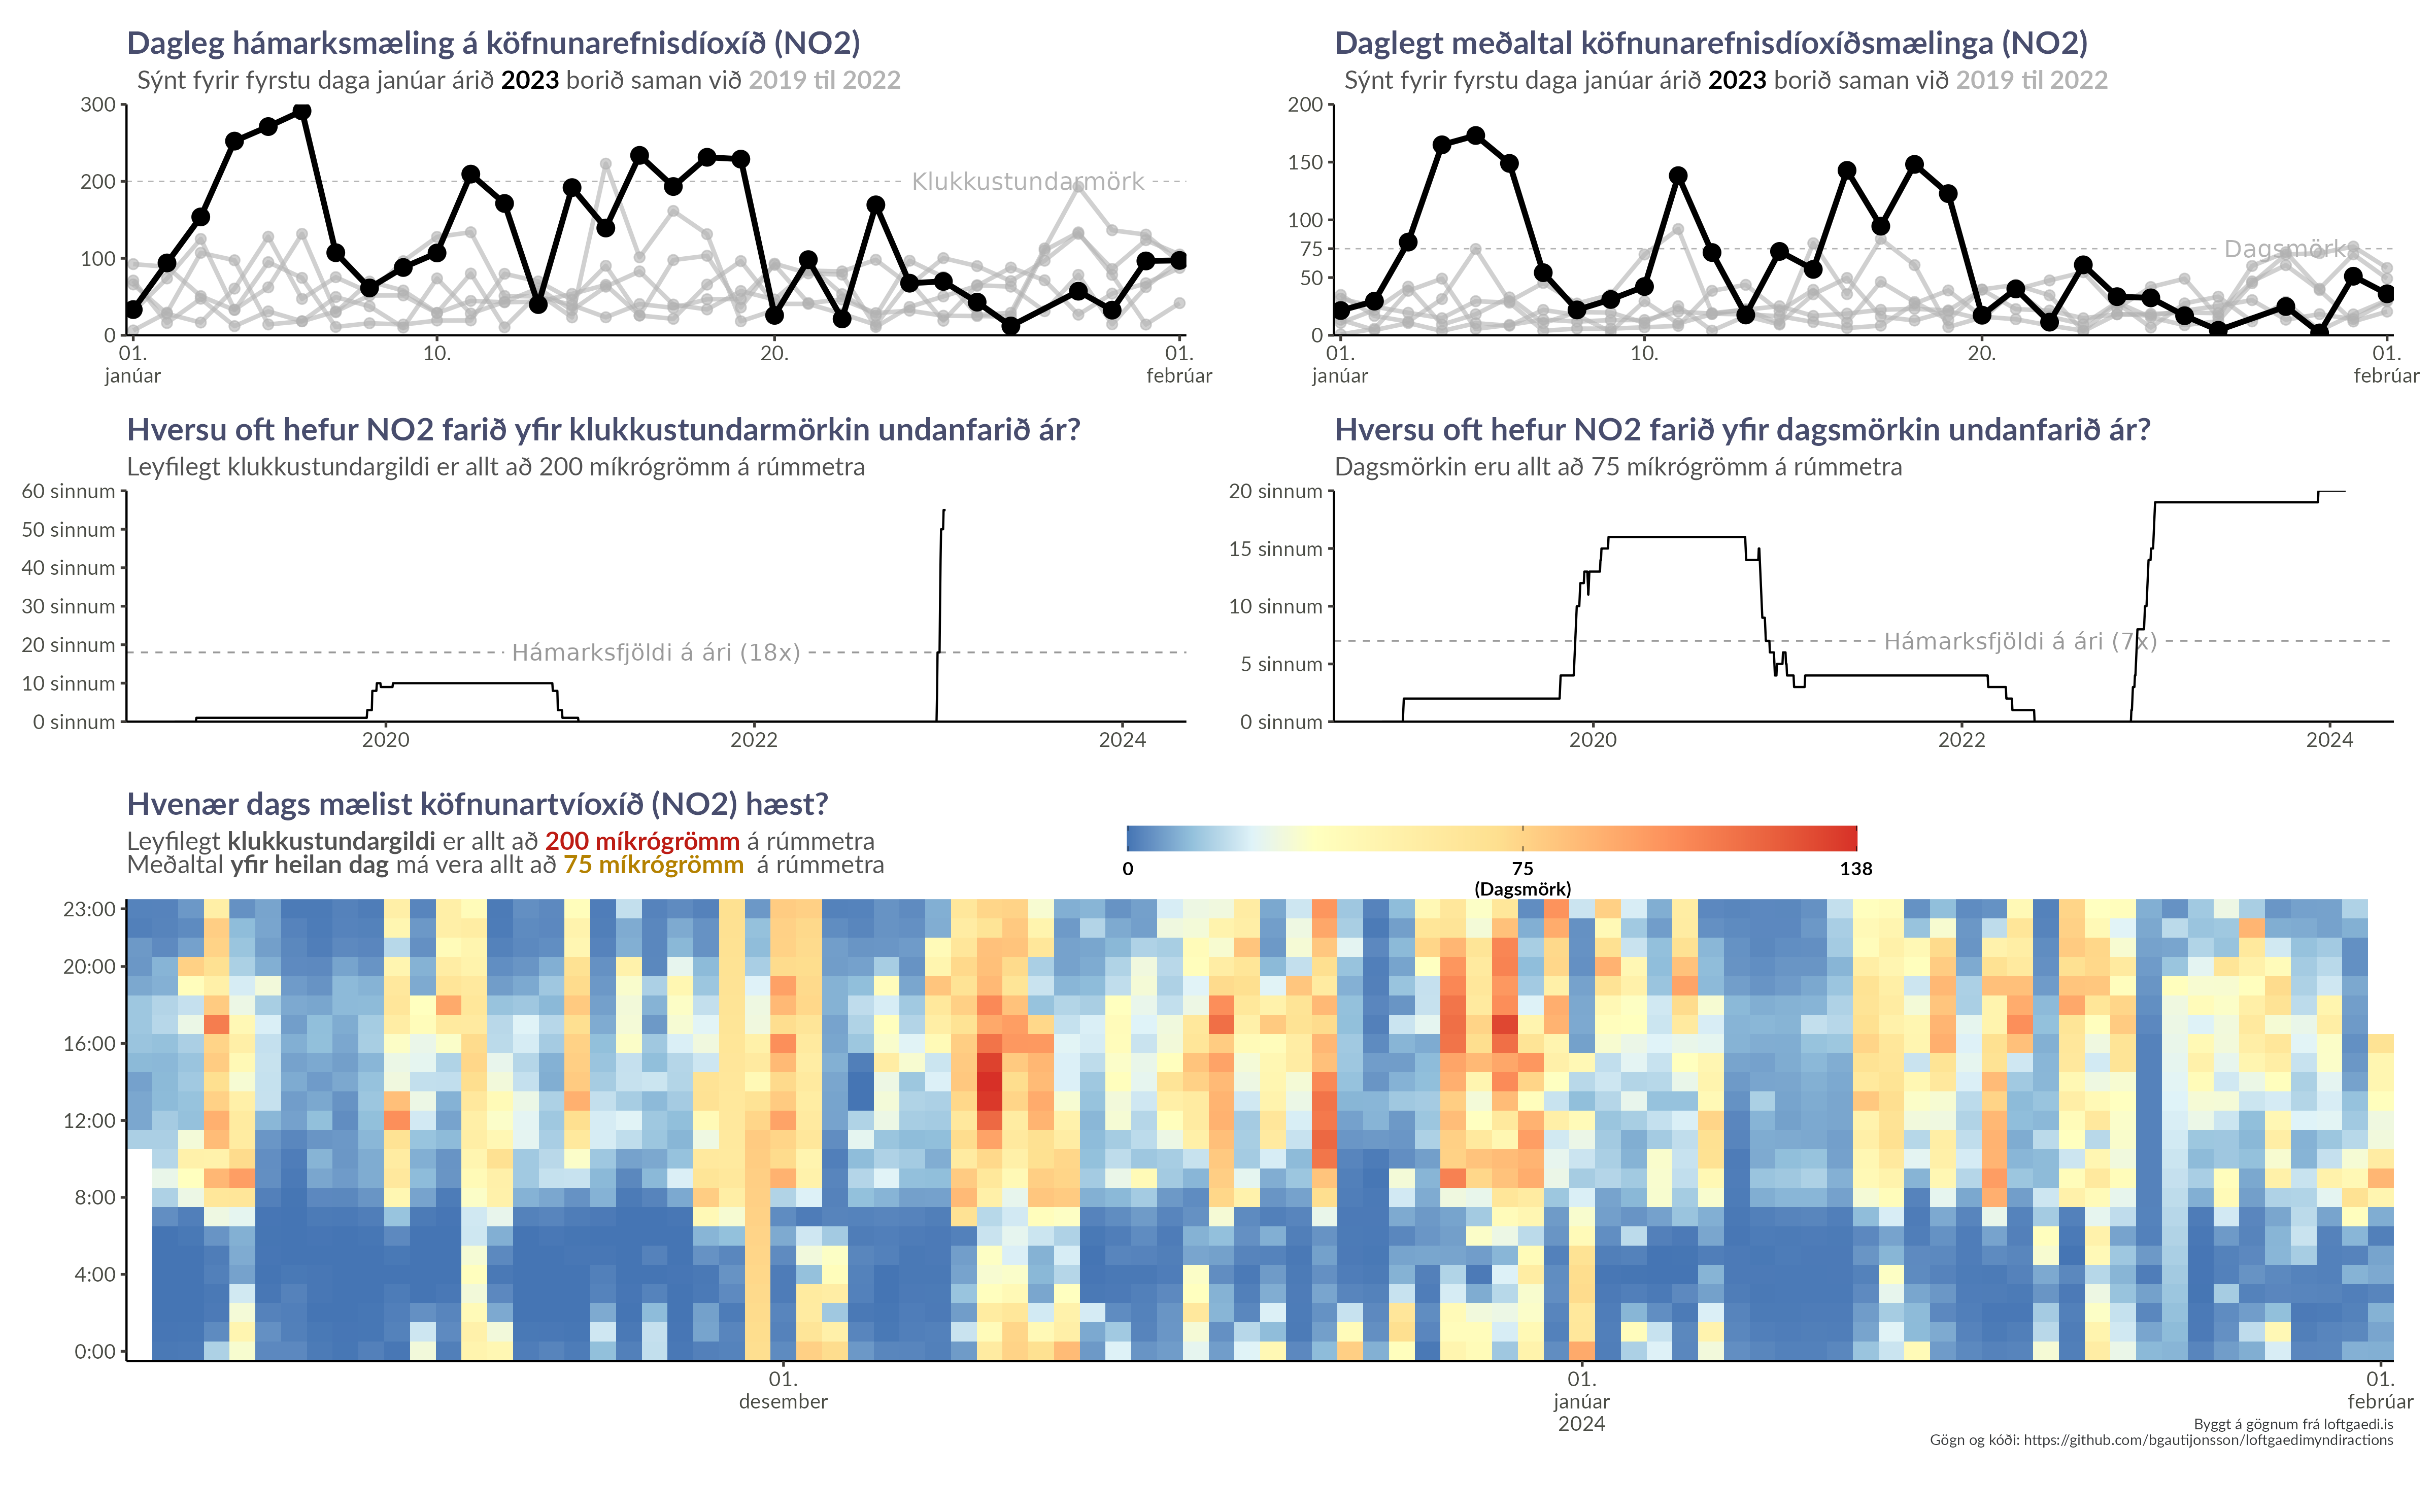 Dagleg hámarksmæling á köfnunarefnisdíoxíð (NO2)
Sýnt fyrir fyrstu daga janúar árið 2023 borið saman við 2019 til 2022
300
200
100
0
Klukkustundarmörk
01.
janúar
10.
20.
01.
febrúar
Daglegt meðaltal köfnunarefnisdíoxíðsmælinga (NO2)
Sýnt fyrir fyrstu daga janúar árið 2023 borið saman við 2019 til 2022
200
150
100
75
50
0
Dagsmörk
01.
janúar
10.
20.
01.
febrúar
Hversu oft hefur NO2 farið yfir klukkustundarmörkin undanfarið ár?
Leyfilegt klukkustundargildi er allt að 200 míkrógrömm á rúmmetra
60 sinnum
50 sinnum
40 sinnum
30 sinnum
20 sinnum
10 sinnum
0 sinnum
Hámarksfjöldi á ári (18x)
2020
2022
2024
Hversu oft hefur NO2 farið yfir dagsmörkin undanfarið ár?
Dagsmörkin eru allt að 75 míkrógrömm á rúmmetra
20 sinnum
15 sinnum
10 sinnum
5 sinnum
0 sinnum
Hámarksfjöldi á ári (7x)
2020
2022
2024
Hvenær dags mælist köfnunartvíoxíð (NO2) hæst?
Leyfilegt klukkustundargildi er allt að 200 míkrógrömm á rúmmetra
Meðaltal yfir heilan dag má vera allt að 75 míkrógrömm á rúmmetra
0
75
(Dagsmörk)
138
23:00
20:00
16:00
12:00
8:00
4:00
0:00
01.
desember
01.
janúar
2024
01.
febrúar
Byggt á gögnum frá loftgaedi.is
Gögn og kóði: https://github.com/bgautijonsson/loftgaedimyndiractions